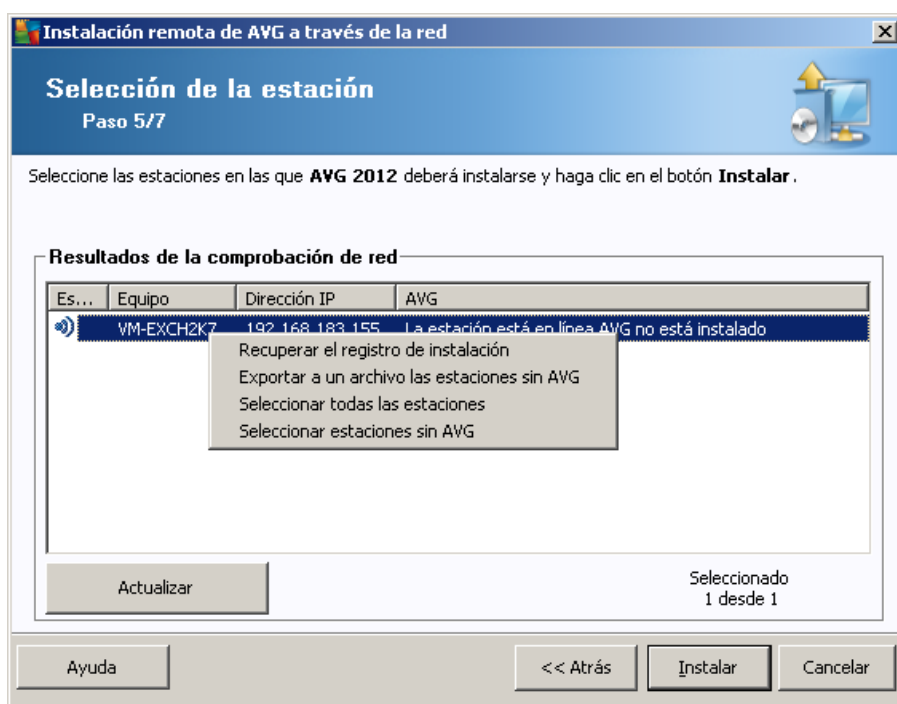 Instalación remota de AVG a través de la red
Selección de la estación
Paso 5/7
Seleccione las estaciones en las que AVG 2012 deberá instalarse y haga clic en el botón Instalar.
Resultados de la comprobación de red
Es... Equipo Dirección IP AVG
VM-EXCH2K7 192.168.183.155 La estación está en línea AVG no está instalado
Recuperar el registro de instalación
Exportar a un archivo las estaciones sin AVG
Seleccionar todas las estaciones
Seleccionar estaciones sin AVG
Actualizar
Seleccionado
1 desde 1
Ayuda << Atrás Instalar Cancelar